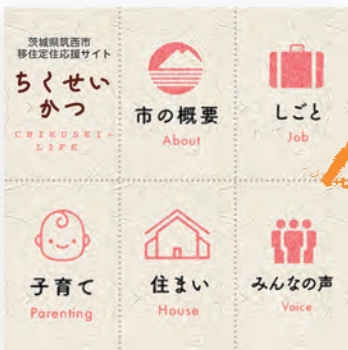 茨城県筑西市
移住定住応援サイト
ちくせい
かつ
CHIKUSEI-
LIFE
市の概要
About
しごと
Job
子育て
Parenting
住まい
House
みんなの声
Voice